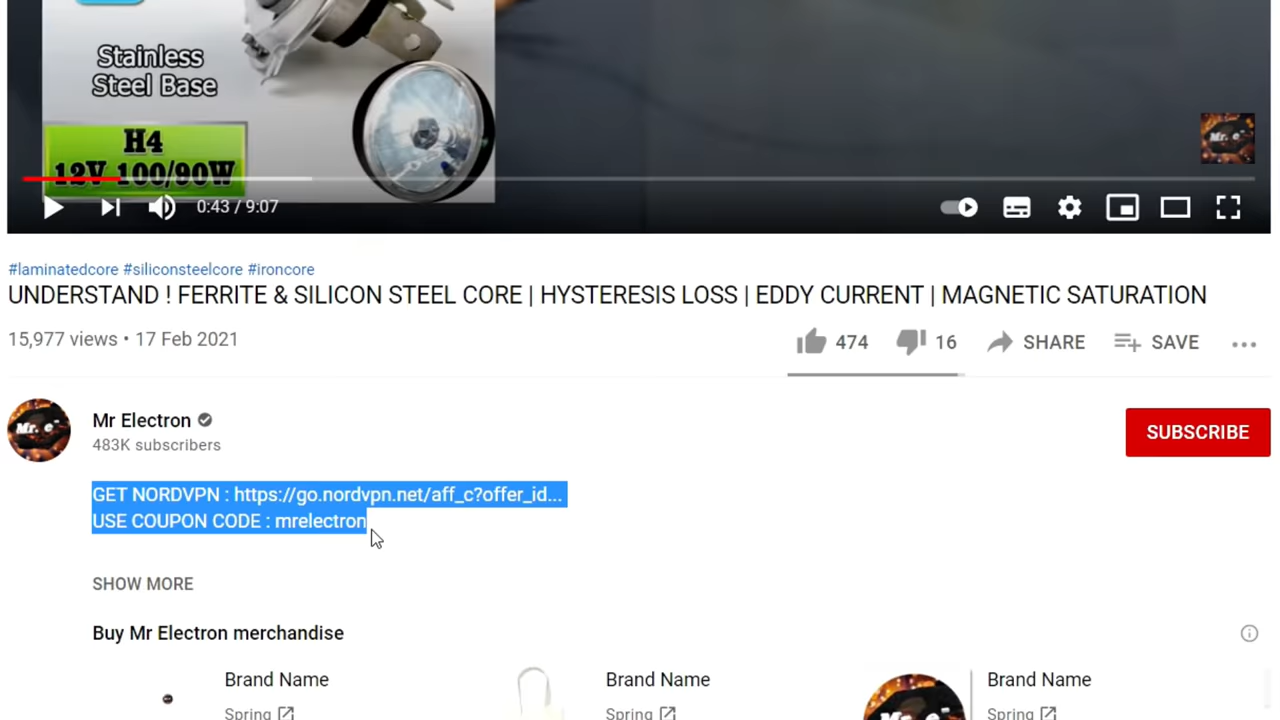 Stainless
Steel Base
H4
12V 100/90W
Mr. e-
0:43 / 9:07
#laminatedcore #siliconsteelcore #ironcore
UNDERSTAND ! FERRITE & SILICON STEEL CORE | HYSTERESIS LOSS | EDDY CURRENT | MAGNETIC SATURATION
15,977 views • 17 Feb 2021
474
16
SHARE
SAVE
Mr. e-
Mr Electron
483K subscribers
SUBSCRIBE
GET NORDVPN : https://go.nordvpn.net/aff_c?offer_id...
USE COUPON CODE : mrelectron
SHOW MORE
Buy Mr Electron merchandise
Brand Name
Spring
Brand Name
Spring
Brand Name
Spring